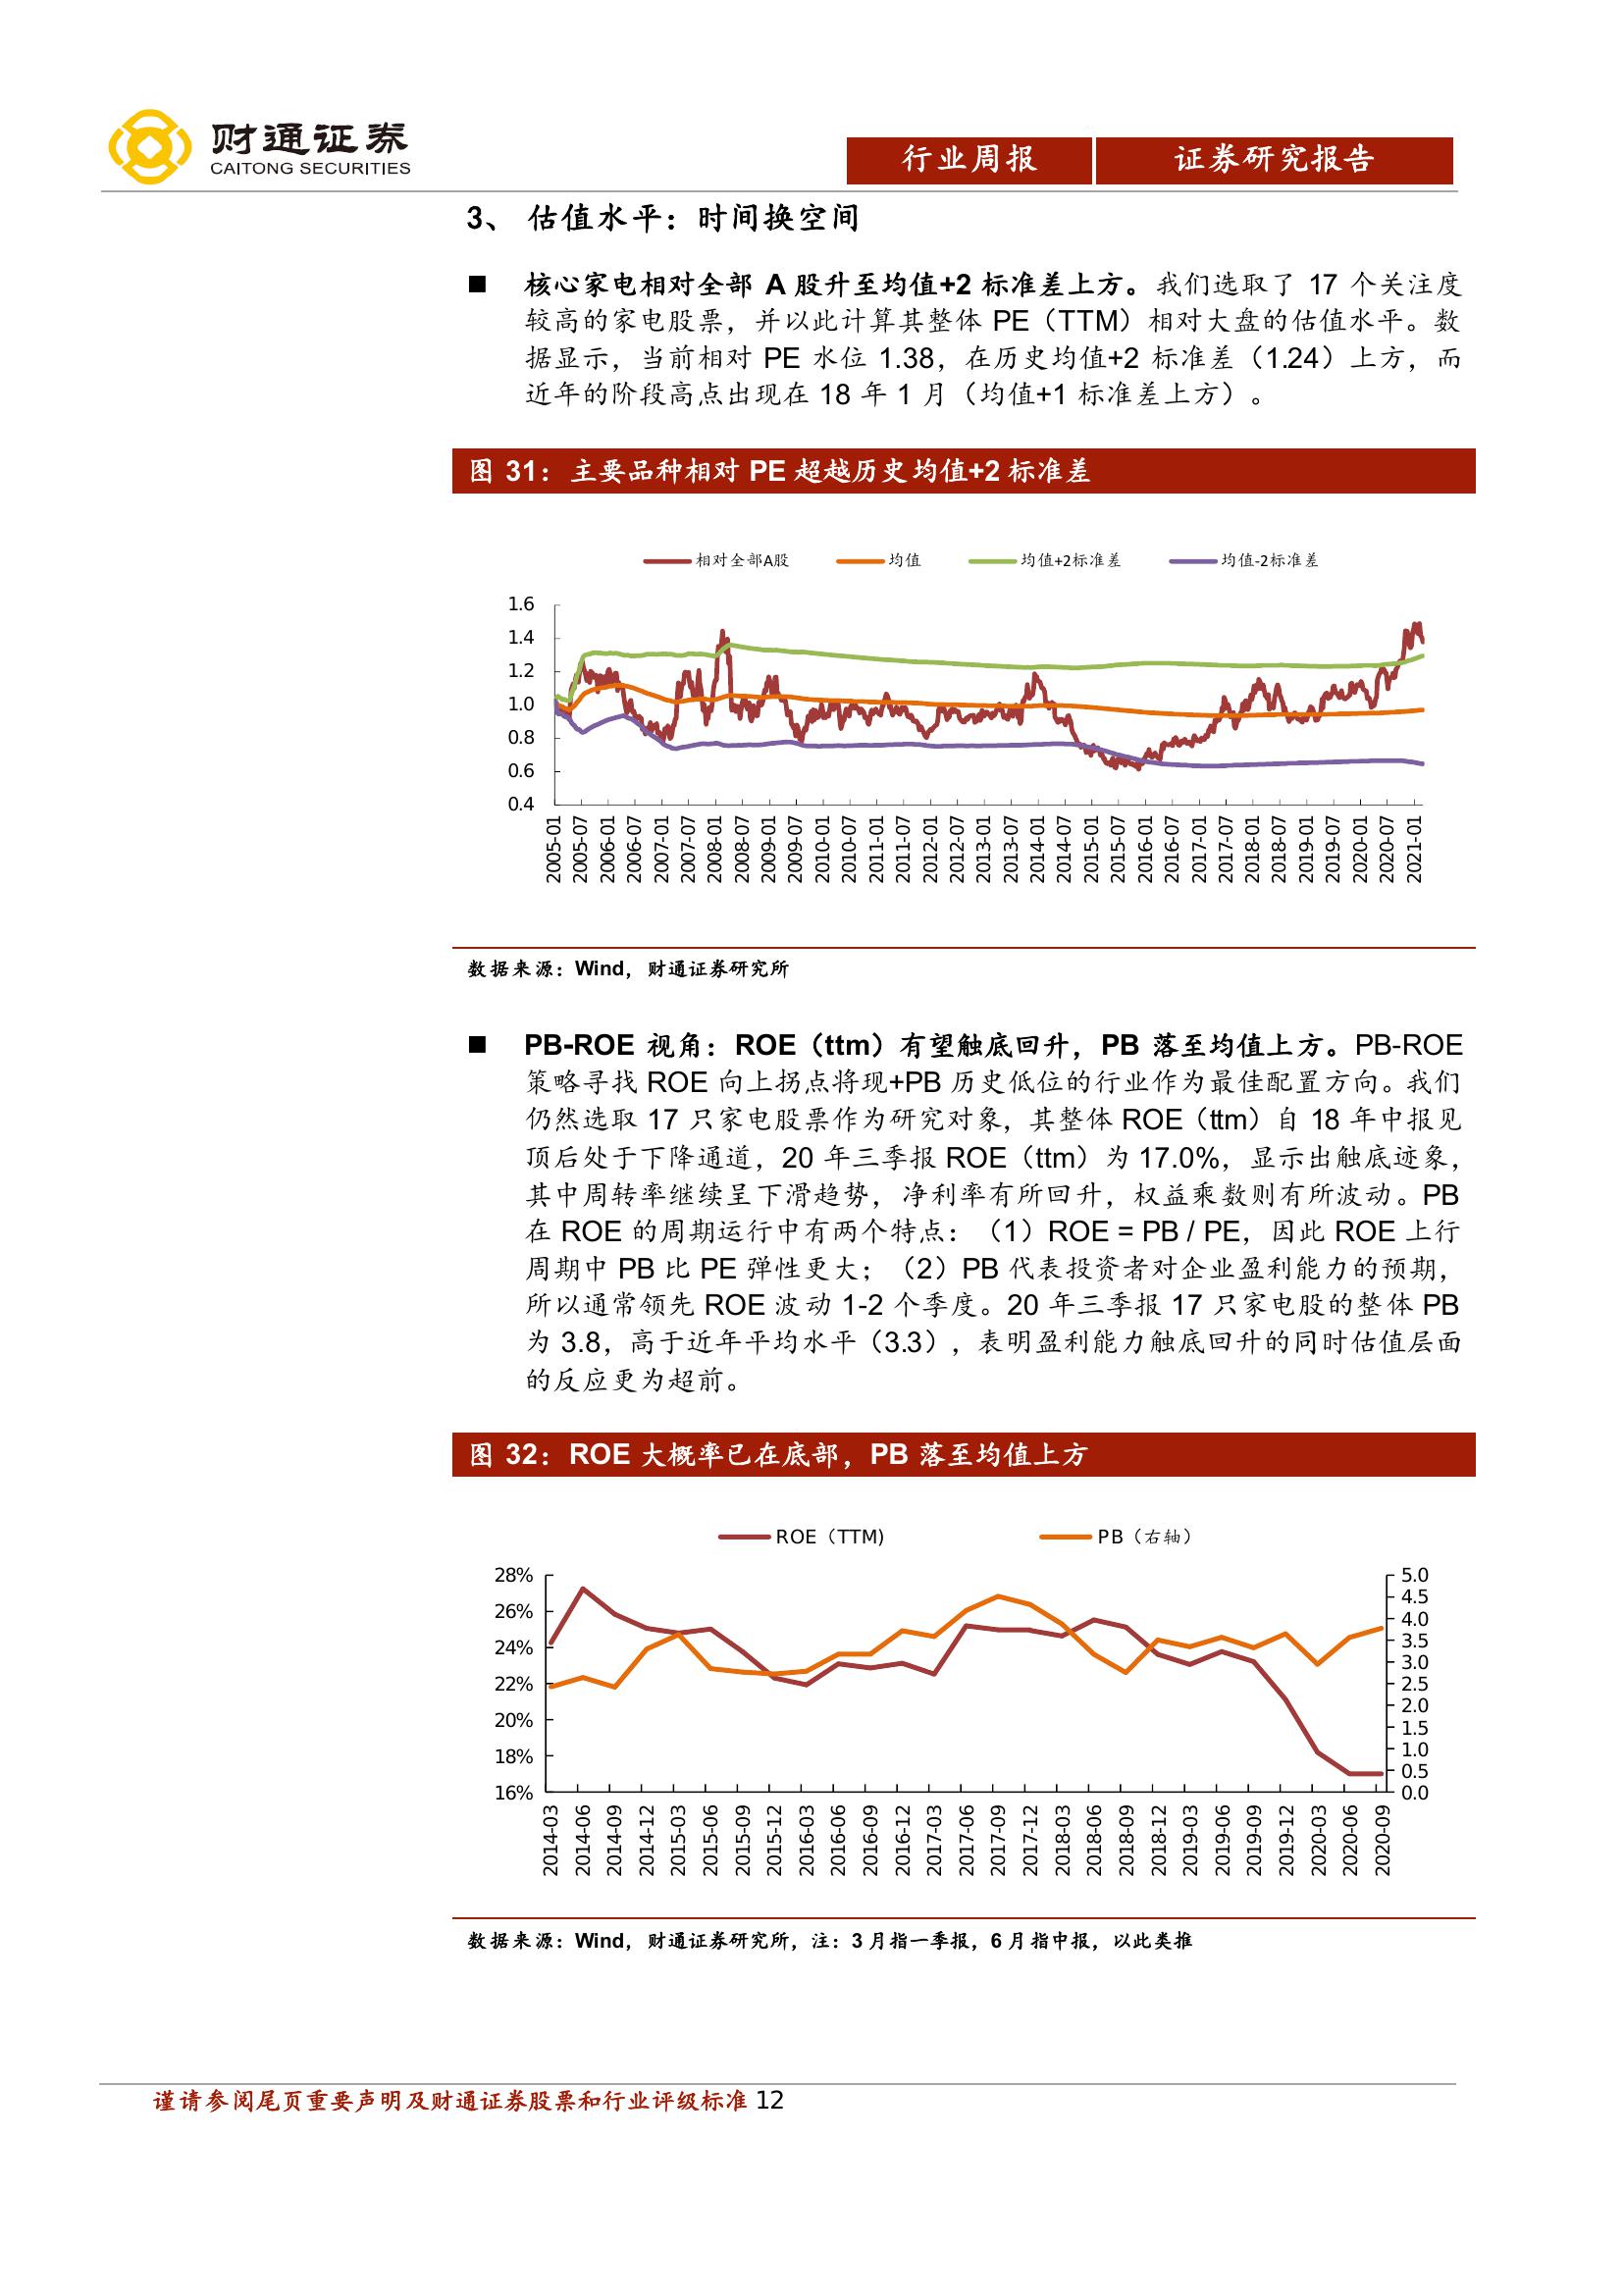 财通证券
CAITONG SECURITIES
行业周报 证券研究报告
3、 估值水平：时间换空间
■ 核心家电相对全部 A 股升至均值+2 标准差上方。我们选取了 17 个关注度
较高的家电股票，并以此计算其整体 PE（TTM）相对大盘的估值水平。数
据显示，当前相对 PE 水位 1.38，在历史均值+2 标准差（1.24）上方，而
近年的阶段高点出现在 18 年 1 月（均值+1 标准差上方）。
图 31：主要品种相对 PE 超越历史均值+2 标准差
相对全部A股 均值 均值+2标准差 均值-2标准差
1.6
1.4
1.2
1.0
0.8
0.6
0.4
2005-01 2005-07 2006-01 2006-07 2007-01 2007-07 2008-01 2008-07 2009-01 2009-07 2010-01 2010-07 2011-01 2011-07 2012-01 2012-07 2013-01 2013-07 2014-01 2014-07 2015-01 2015-07 2016-01 2016-07 2017-01 2017-07 2018-01 2018-07 2019-01 2019-07 2020-01 2020-07 2021-01
数据来源：Wind，财通证券研究所
■ PB-ROE 视角：ROE（ttm）有望触底回升，PB 落至均值上方。PB-ROE
策略寻找 ROE 向上拐点将现+PB 历史低位的行业作为最佳配置方向。我们
仍然选取 17 只家电股票作为研究对象，其整体 ROE（ttm）自 18 年中报见
顶后处于下降通道，20 年三季报 ROE（ttm）为 17.0%，显示出触底迹象，
其中周转率继续呈下滑趋势，净利率有所回升，权益乘数则有所波动。PB
在 ROE 的周期运行中有两个特点：（1）ROE = PB / PE，因此 ROE 上行
周期中 PB 比 PE 弹性更大；（2）PB 代表投资者对企业盈利能力的预期，
所以通常领先 ROE 波动 1-2 个季度。20 年三季报 17 只家电股的整体 PB
为 3.8，高于近年平均水平（3.3），表明盈利能力触底回升的同时估值层面
的反应更为超前。
图 32：ROE 大概率已在底部，PB 落至均值上方
ROE（TTM) PB（右轴）
28% 5.0
26% 4.5
24% 4.0
22% 3.5
20% 3.0
18% 2.5
16% 2.0
1.5
1.0
0.5
0.0
2014-03 2014-06 2014-09 2014-12 2015-03 2015-06 2015-09 2015-12 2016-03 2016-06 2016-09 2016-12 2017-03 2017-06 2017-09 2017-12 2018-03 2018-06 2018-09 2018-12 2019-03 2019-06 2019-09 2019-12 2020-03 2020-06 2020-09
数据来源：Wind，财通证券研究所，注：3 月指一季报，6 月指中报，以此类推
谨请参阅尾页重要声明及财通证券股票和行业评级标准 12